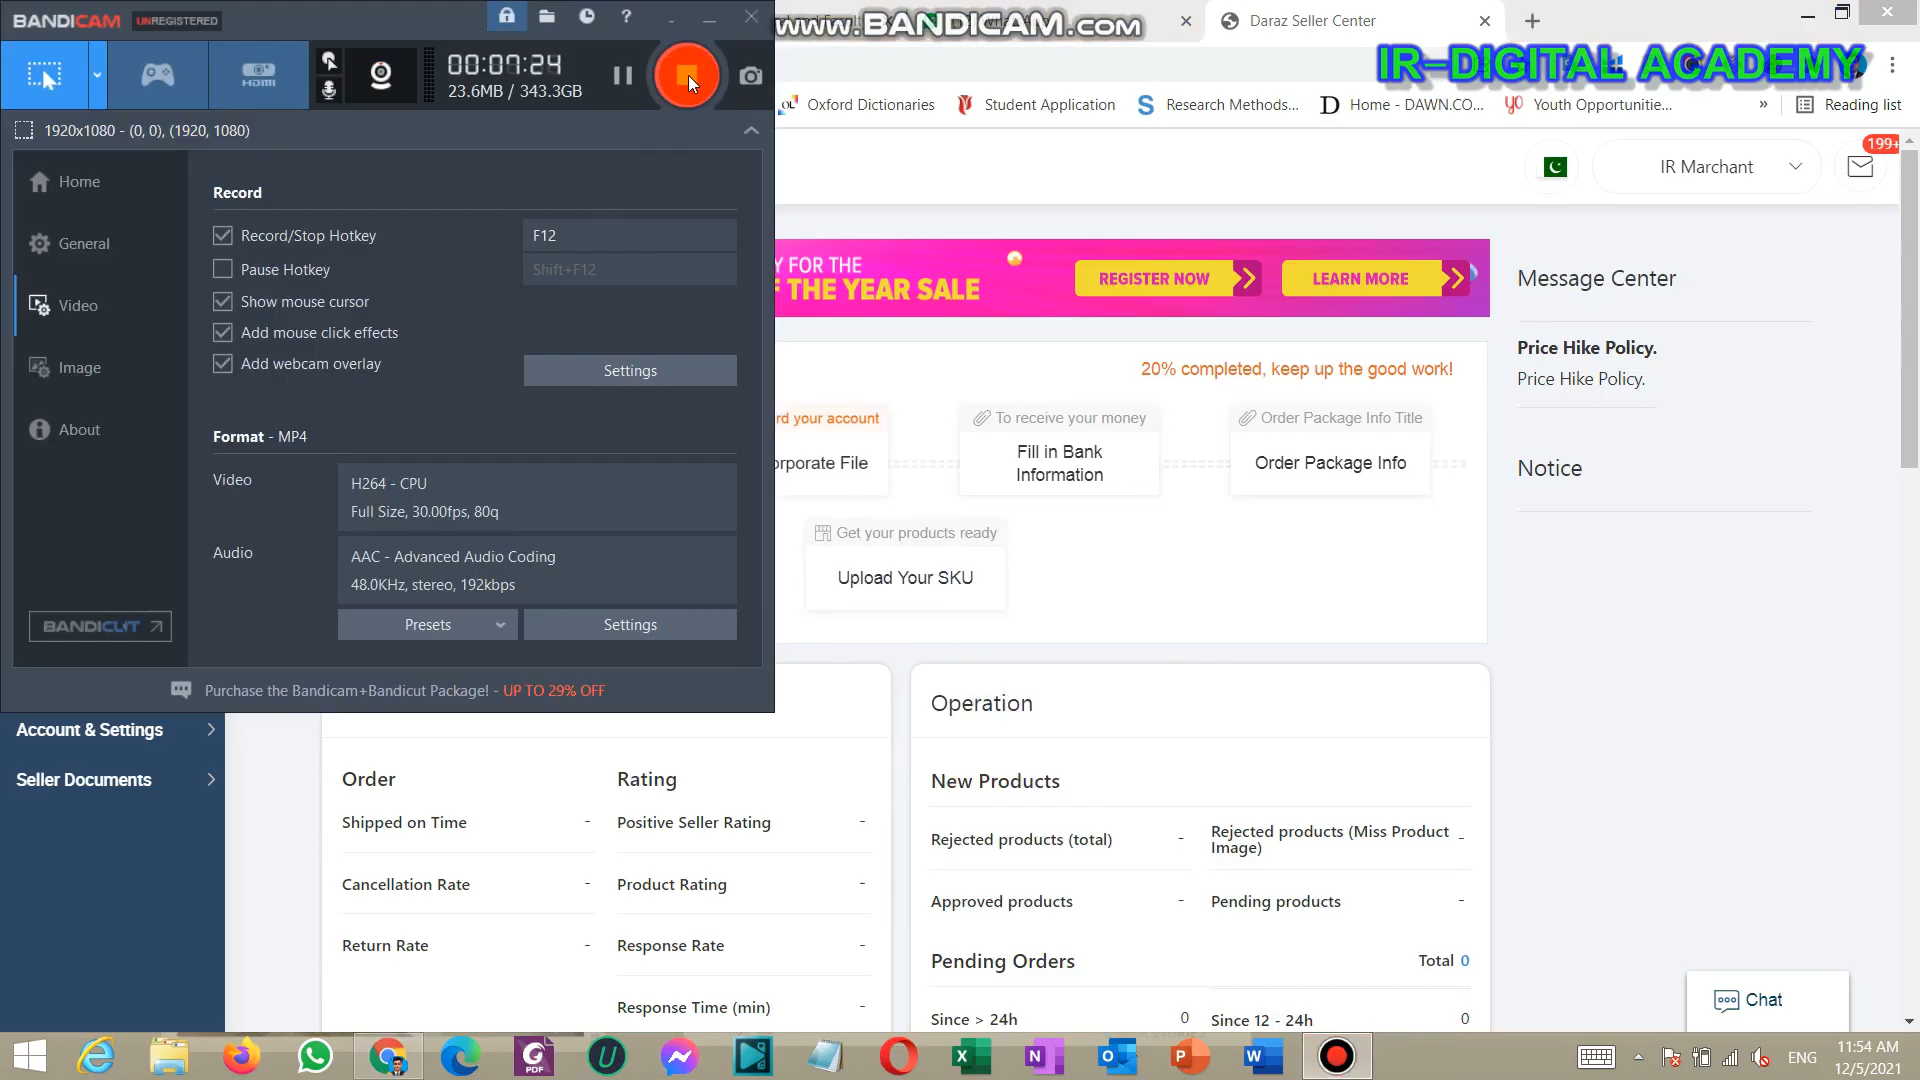 BANDICAM UNREGISTERED
www.BANDICAM.com
Daraz Seller Center
IR-DIGITAL ACADEMY
HDMI
00:07:24
23.6MB / 343.3GB
Oxford Dictionaries
Student Application
Research Methods...
Home - DAWN.CO...
Youth Opportunitie...
»
Reading list
1920x1080 - (0, 0), (1920, 1080)
199+
IR Marchant
Home
General
Video
Image
About
BANDICUT
Record
Record/Stop Hotkey
F12
Pause Hotkey
Shift+F12
Show mouse cursor
Add mouse click effects
Add webcam overlay
Settings
Format - MP4
Video
H264 - CPU
Full Size, 30.00fps, 80q
Audio
AAC - Advanced Audio Coding
48.0KHz, stereo, 192kbps
Presets
Settings
Purchase the Bandicam+Bandicut Package! - UP TO 29% OFF
Y FOR THE
F THE YEAR SALE
REGISTER NOW
LEARN MORE
Message Center
Price Hike Policy.
Price Hike Policy.
Notice
20% completed, keep up the good work!
rd your account
orporate File
To receive your money
Fill in Bank
Information
Order Package Info Title
Order Package Info
Get your products ready
Upload Your SKU
Account & Settings
Seller Documents
Order
Shipped on Time -
Cancellation Rate -
Return Rate -
Rating
Positive Seller Rating -
Product Rating -
Response Rate -
Response Time (min) -
Operation
New Products
Rejected products (total) -
Rejected products (Miss Product
Image) -
Approved products -
Pending products -
Pending Orders
Total 0
Since > 24h 0
Since 12 - 24h 0
Chat
ENG
11:54 AM
12/5/2021